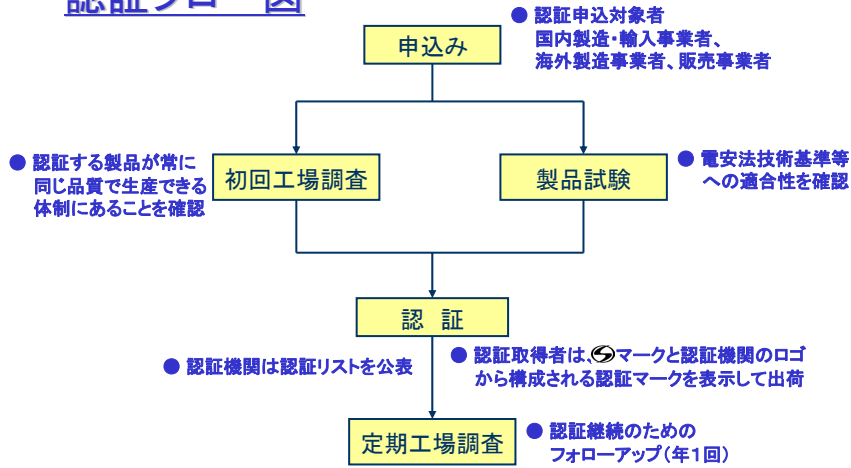 認証フロー図
申込み
● 認証申込対象者
国内製造・輸入事業者、
海外製造事業者、販売事業者
● 認証する製品が常に
同じ品質で生産できる
体制にあることを確認
初回工場調査
製品試験
● 電安法技術基準等
への適合性を確認
認 証
● 認証機関は認証リストを公表
● 認証取得者は、マークと認証機関のロゴ
から構成される認証マークを表示して出荷
定期工場調査
● 認証継続のための
フォローアップ(年1回)